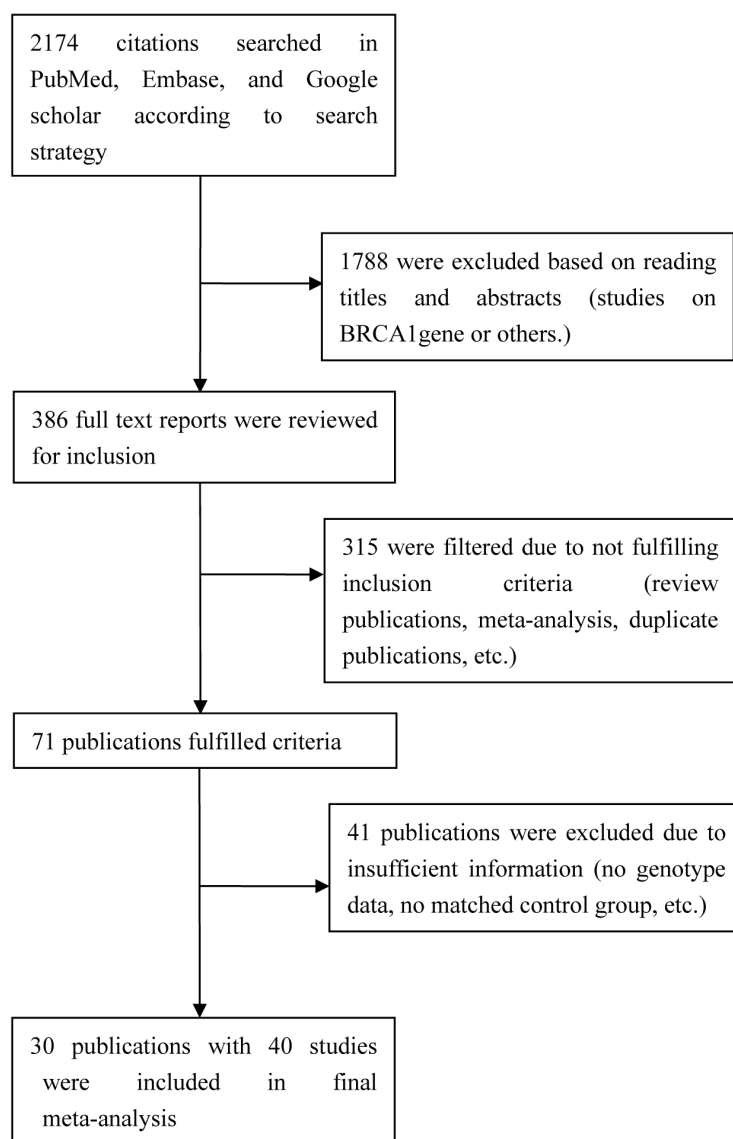 2174 citations searched in
PubMed, Embase, and Google
scholar according to search
strategy
1788 were excluded based on reading
titles and abstracts (studies on
BRCA1gene or others.)
386 full text reports were reviewed
for inclusion
315 were filtered due to not fulfilling
inclusion criteria (review
publications, meta-analysis, duplicate
publications, etc.)
71 publications fulfilled criteria
41 publications were excluded due to
insufficient information (no genotype
data, no matched control group, etc.)
30 publications with 40 studies
were included in final
meta-analysis